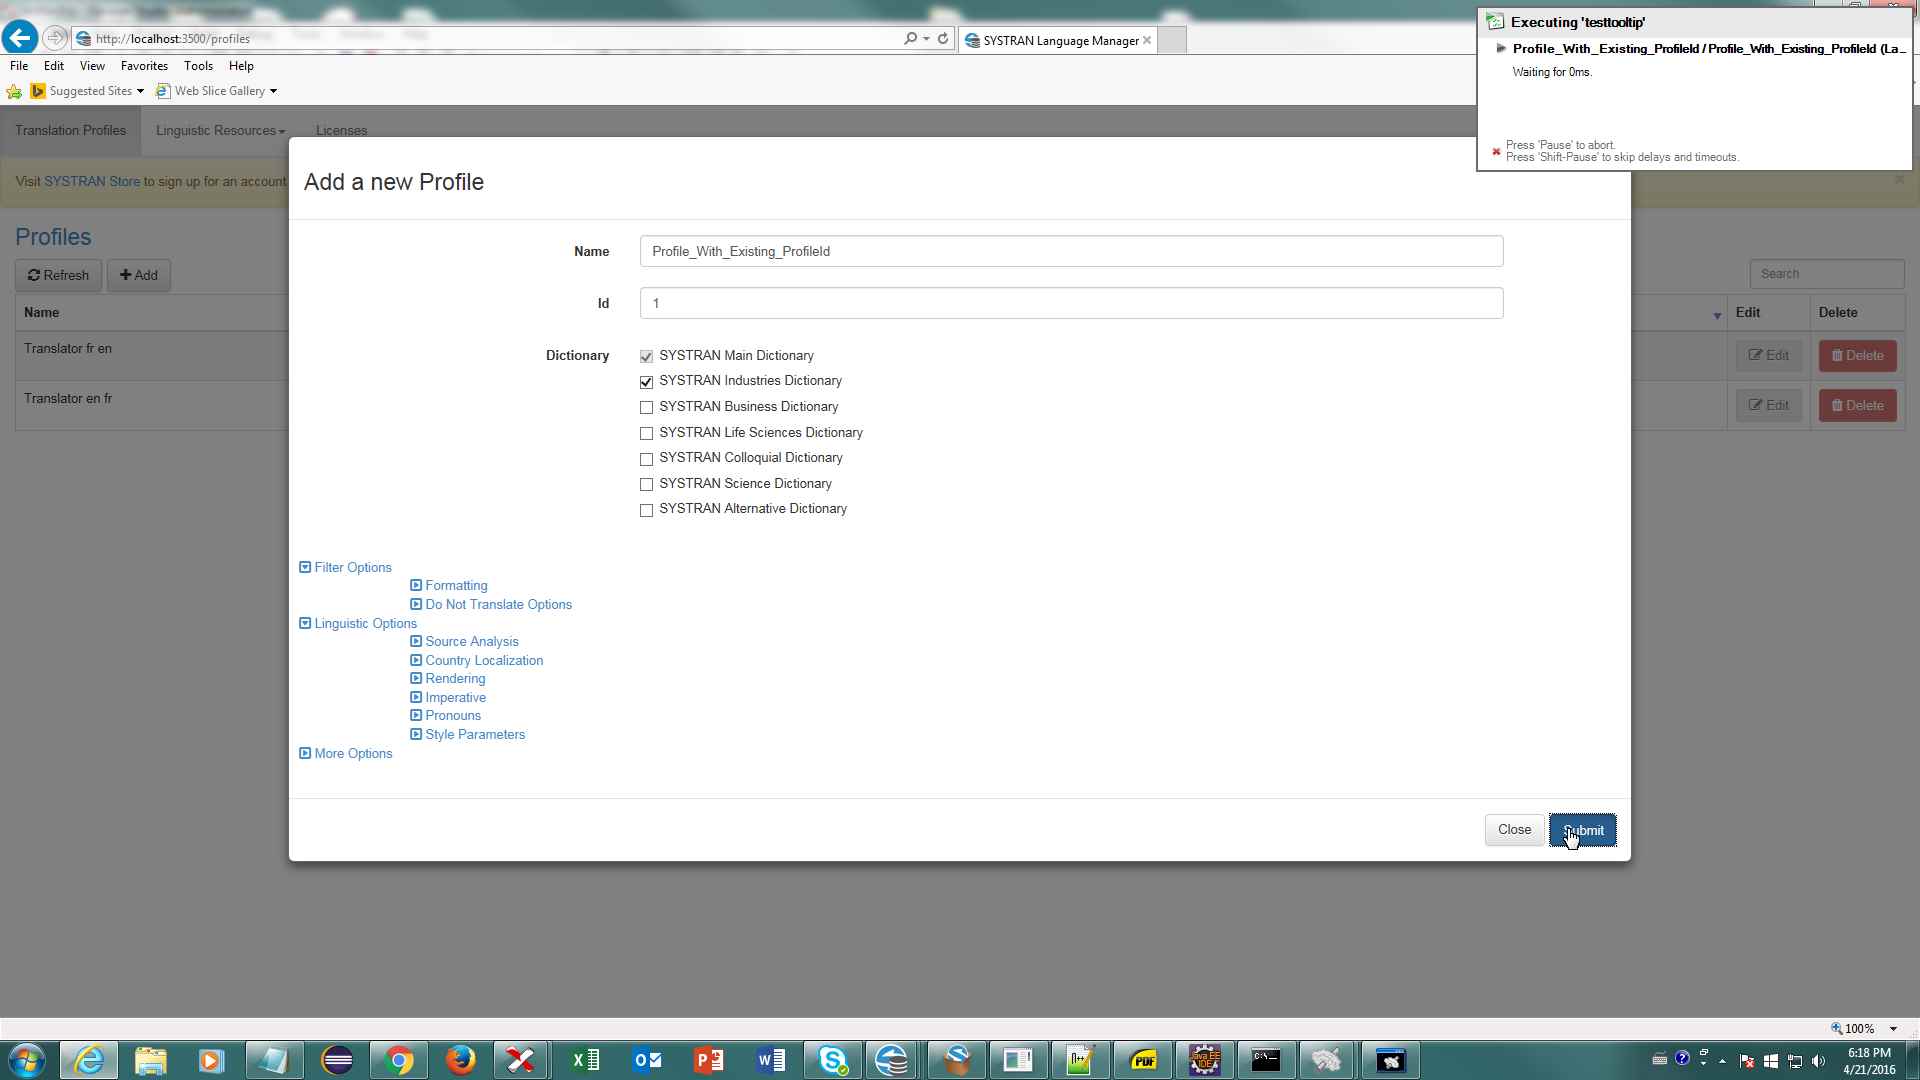 http://localhost:3500/profiles
SYSTRAN Language Manager
File Edit View Favorites Tools Help
Suggested Sites
Web Slice Gallery
Executing 'testtooltip'
Profile_With_Existing_ProfileId / Profile_With_Existing_ProfileId (La...
Waiting for 0ms.
Press 'Pause' to abort.
Press 'Shift-Pause' to skip delays and timeouts.
Translation Profiles Linguistic Resources Licenses
Visit SYSTRAN Store to sign up for an account
Add a new Profile
Profiles
Refresh Add
Search
Name Edit Delete
Translator fr en Edit Delete
Translator en fr Edit Delete
Name Profile_With_Existing_ProfileId
Id 1
Dictionary SYSTRAN Main Dictionary
SYSTRAN Industries Dictionary
SYSTRAN Business Dictionary
SYSTRAN Life Sciences Dictionary
SYSTRAN Colloquial Dictionary
SYSTRAN Science Dictionary
SYSTRAN Alternative Dictionary
Filter Options
Formatting
Do Not Translate Options
Linguistic Options
Source Analysis
Country Localization
Rendering
Imperative
Pronouns
Style Parameters
More Options
Close Submit
100%
PDF
Java EE
IDE
6:18 PM
4/21/2016